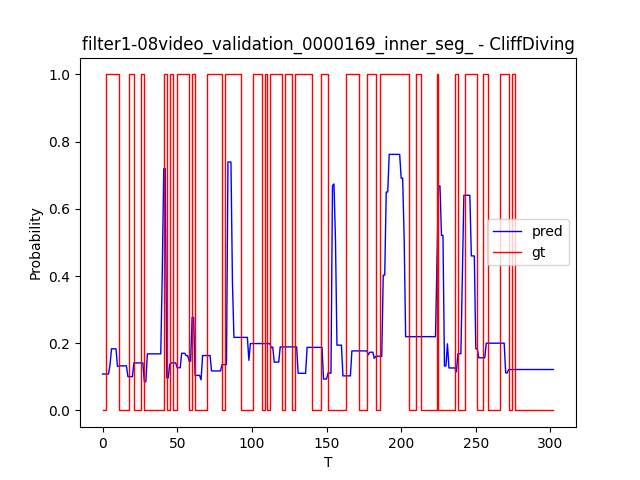 filter1-08video_validation_0000169_inner_seg_ - CliffDiving
1.0
0.8
0.6
0.4
0.2
0.0
Probability
pred
gt
0 50 100 150 200 250 300
T